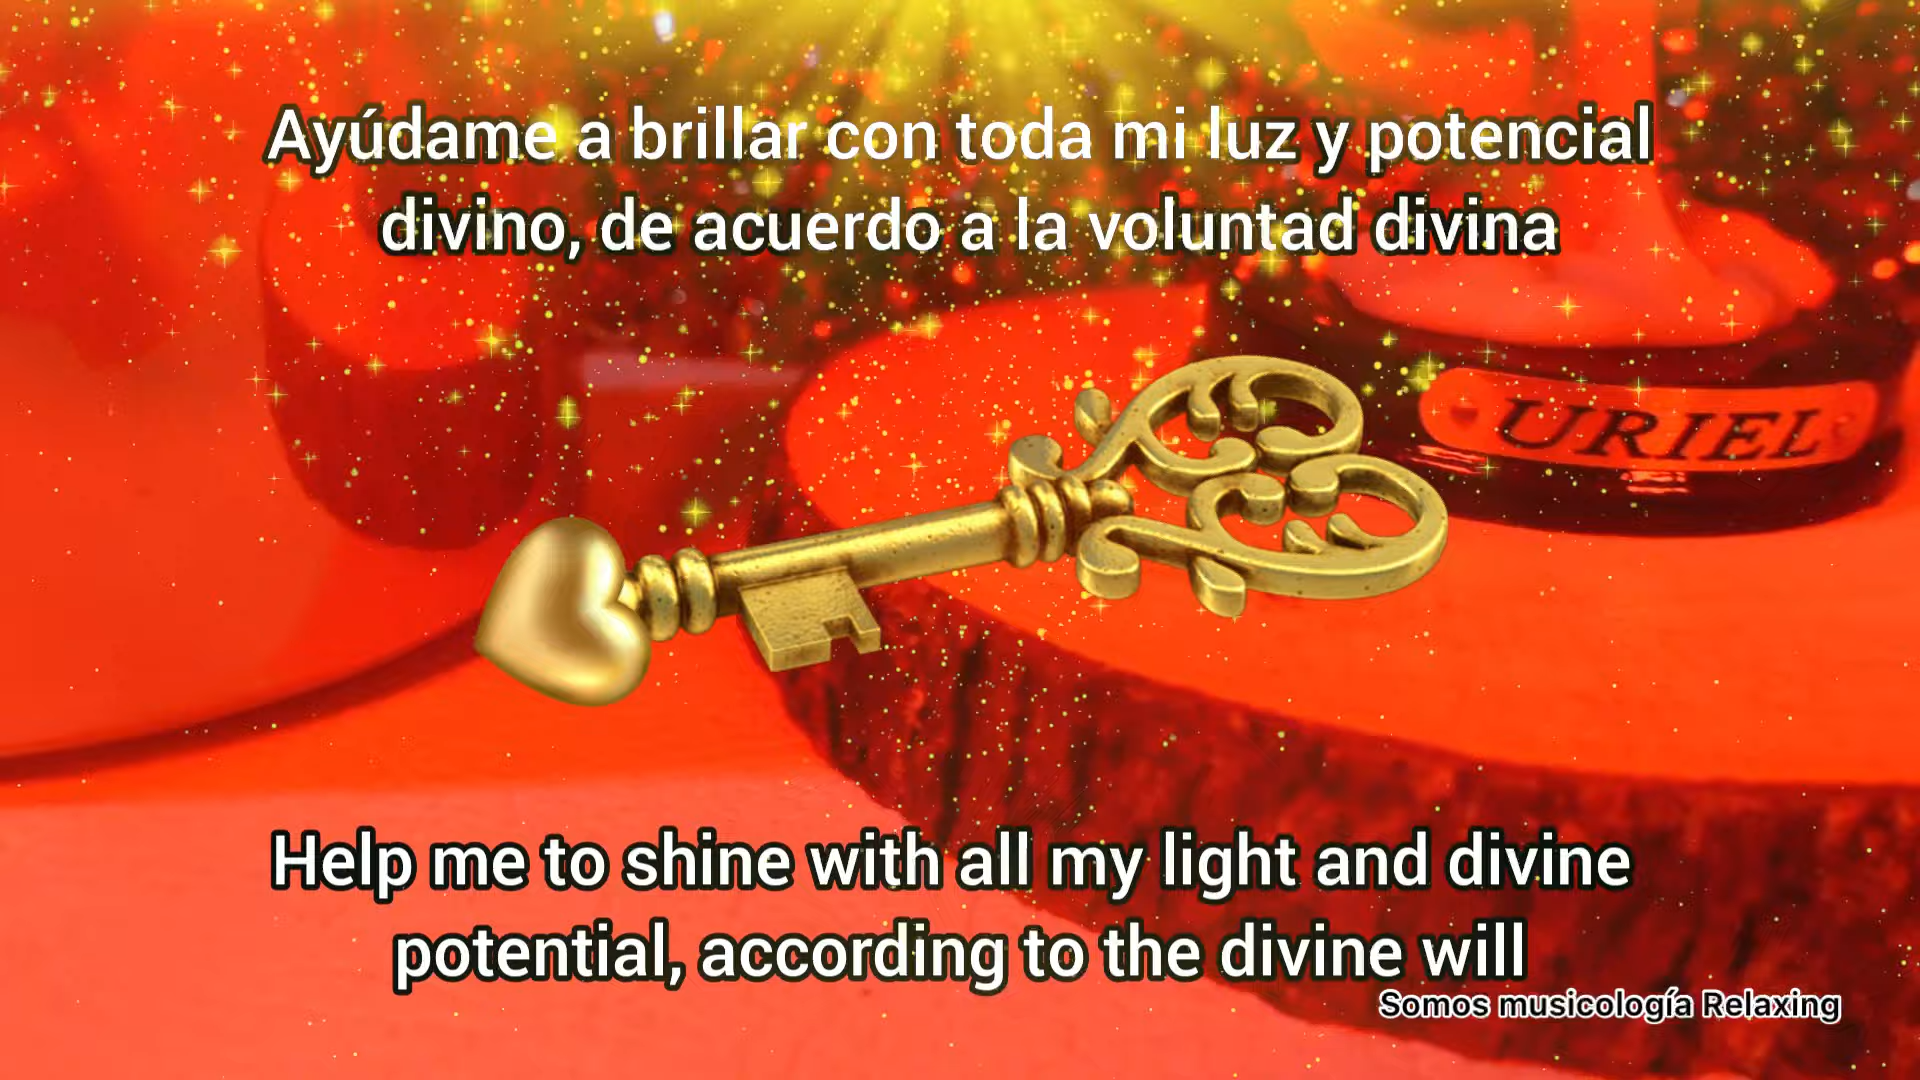 Ayúdame a brillar con toda mi luz y potencial
divino, de acuerdo a la voluntad divina
URIEL
Help me to shine with all my light and divine
potential, according to the divine will
Somos musicología Relaxing